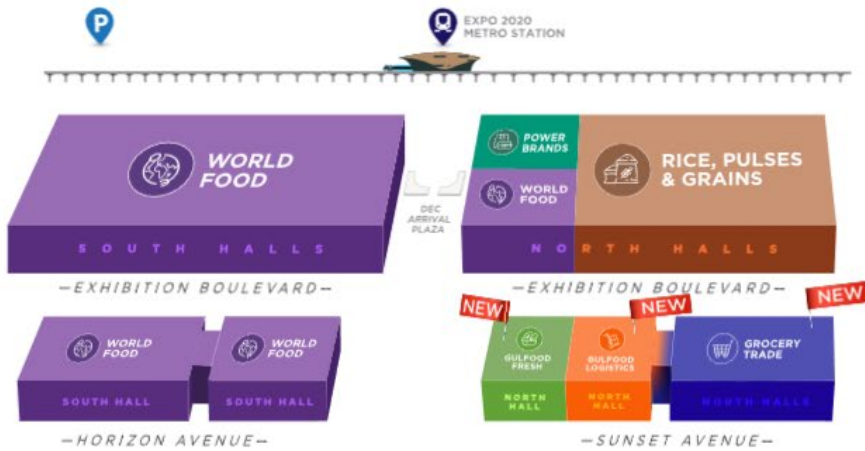 P
EXPO 2020
METRO STATION
WORLD
FOOD
POWER
BRANDS
WORLD
FOOD
RICE, PULSES
& GRAINS
DEC
ARRIVAL
PLAZA
SOUTH HALLS
NORTH HALLS
—EXHIBITION BOULEVARD—
—EXHIBITION BOULEVARD—
NEW
NEW
NEW
WORLD
FOOD
WORLD
FOOD
GULFOOD
FRESH
GULFOOD
LOGISTICS
GROCERY
TRADE
SOUTH HALL
SOUTH HALL
NORTH
HALL
NORTH
HALL
NORTH HALLS
—HORIZON AVENUE—
—SUNSET AVENUE—